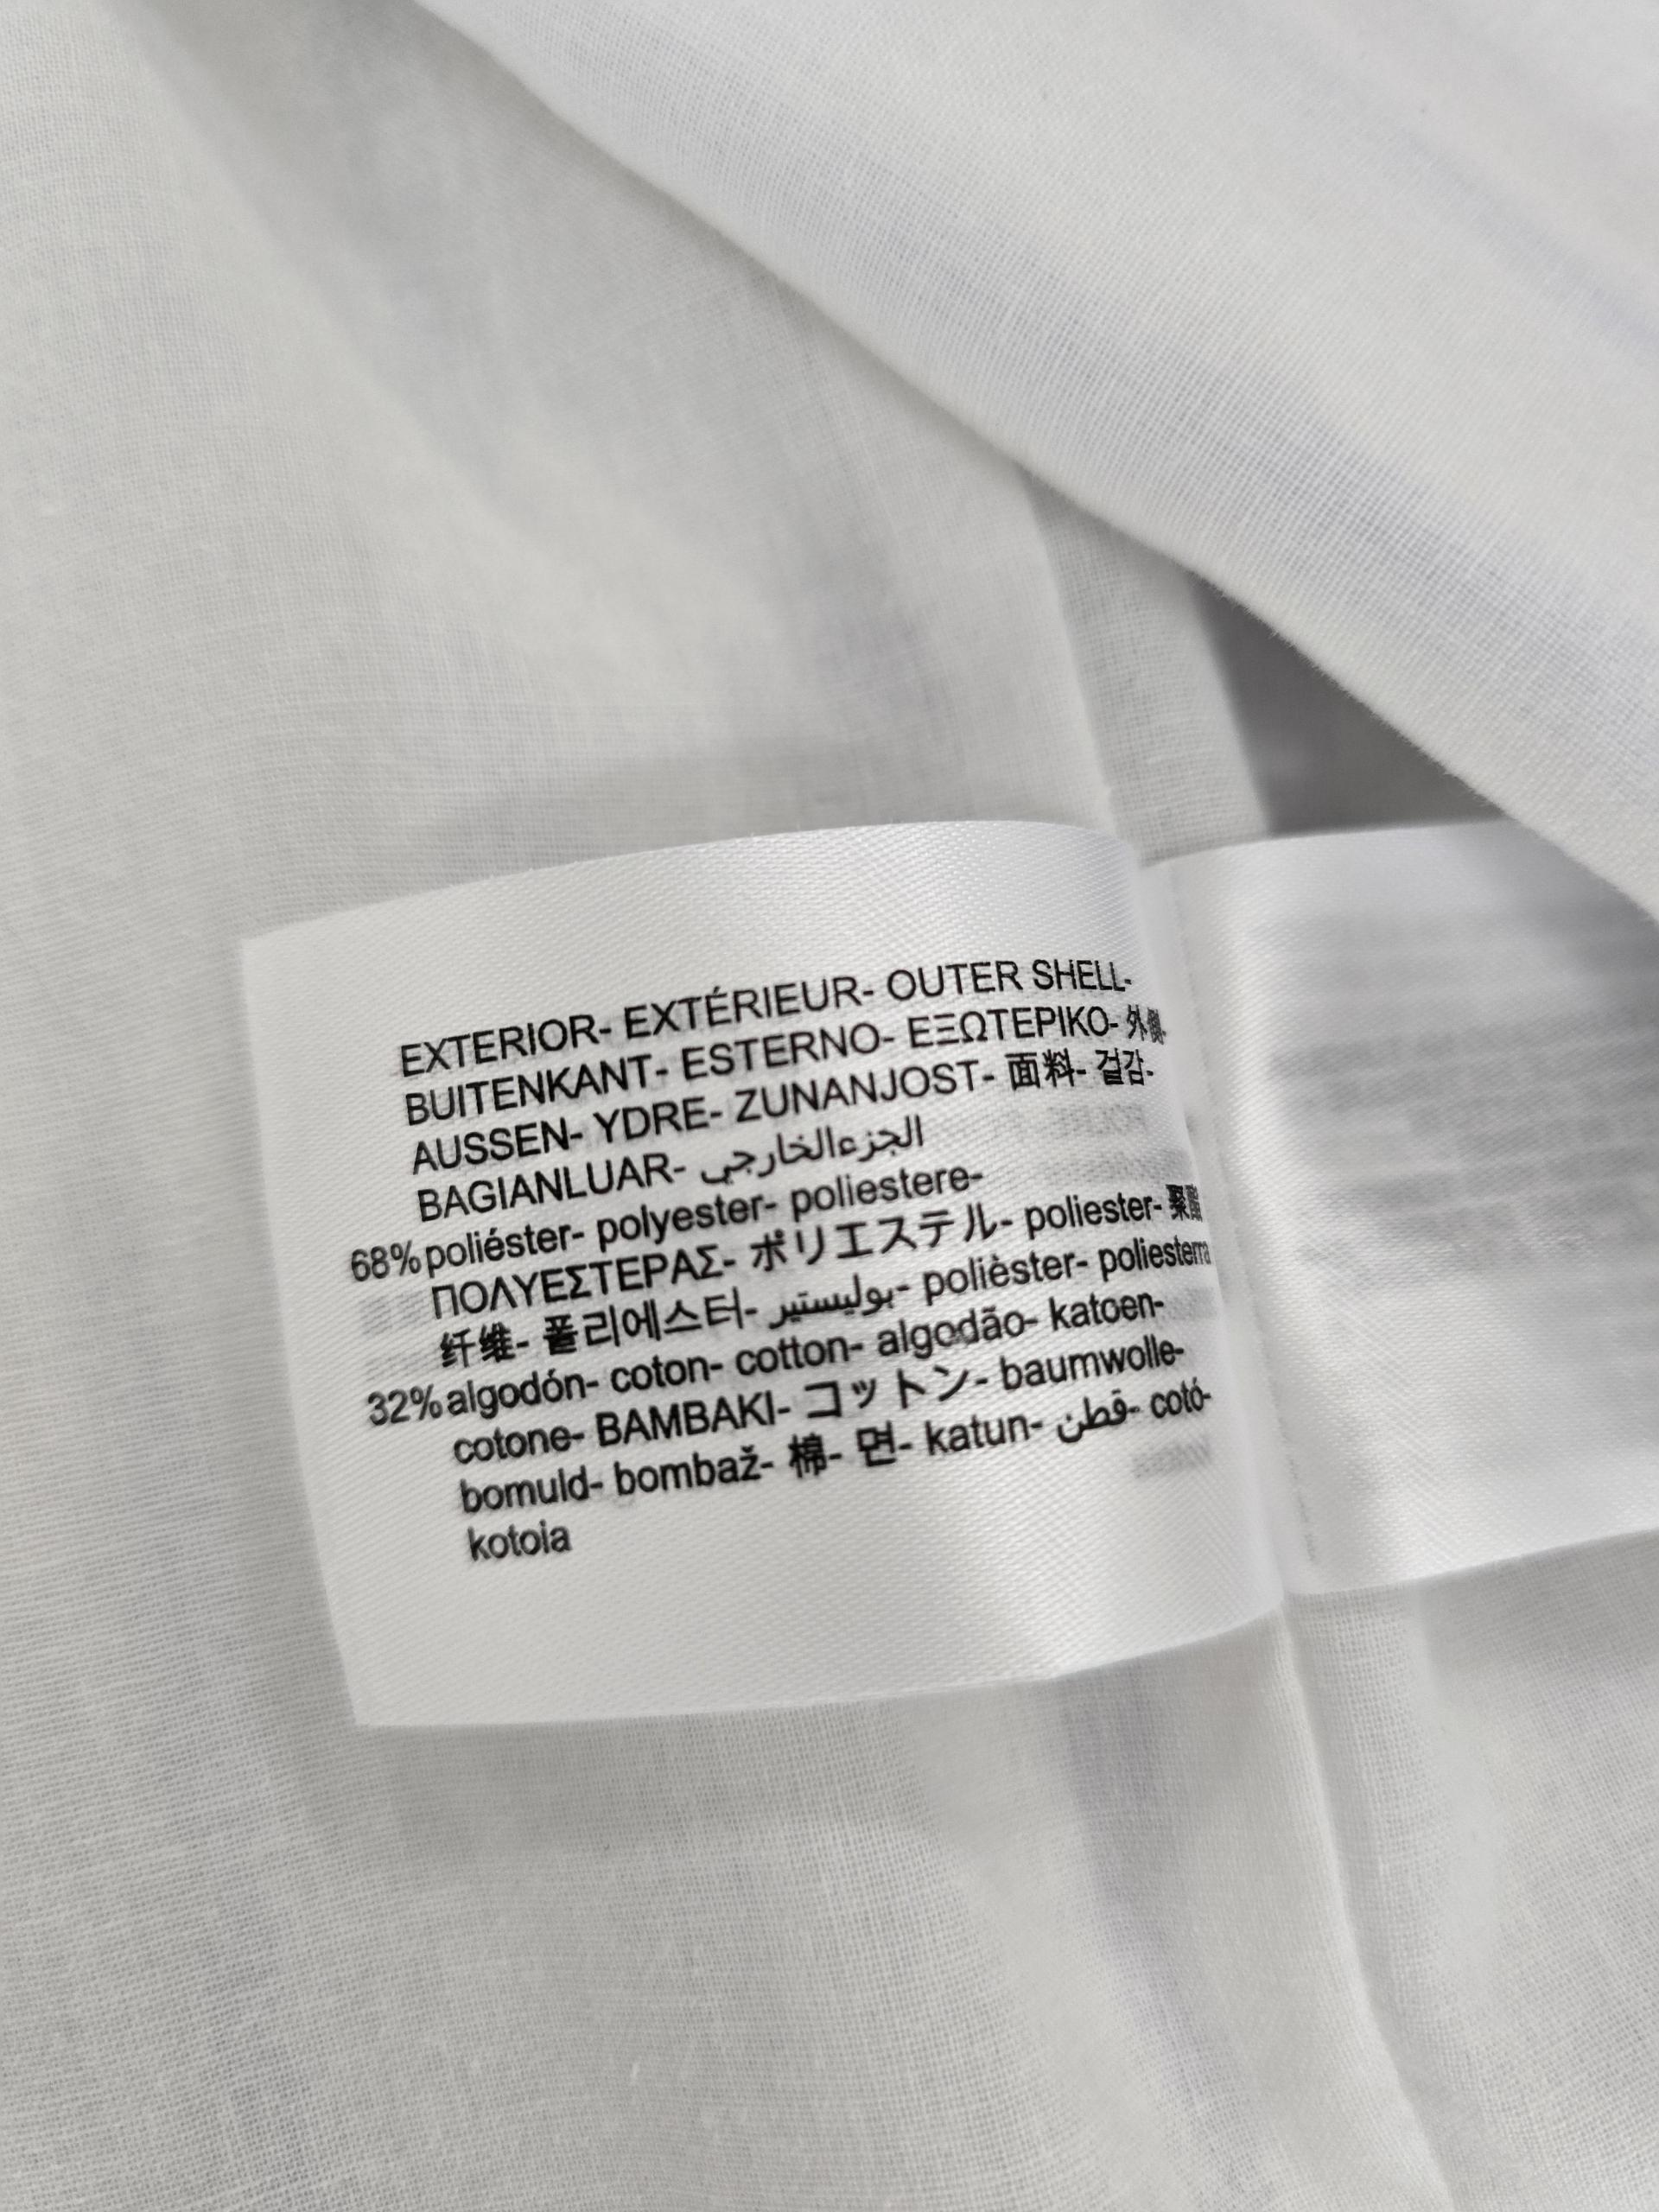 EXTERIOR- EXTÉRIEUR- OUTER SHELL-
BUITENKANT- ESTERNO- ΕΞΩΤΕΡΙΚΟ- 外側-
AUSSEN- YDRE- ZUNANJOST- 面料- 겉감-
BAGIANLUAR- الجزءالخارجي
68% poliéster- polyester- poliestere-
ΠΟΛΥΕΣΤΕΡΑΣ- ポリエステル- poliester- 聚酯
纤维- 폴리에스터- بوليستير- polièster- poliesterra
32% algodón- coton- cotton- algodão- katoen-
cotone- BAMBAKI- コットン- baumwolle-
bomuld- bombaž- 棉- 면- katun- قطن- cotó-
kotoia